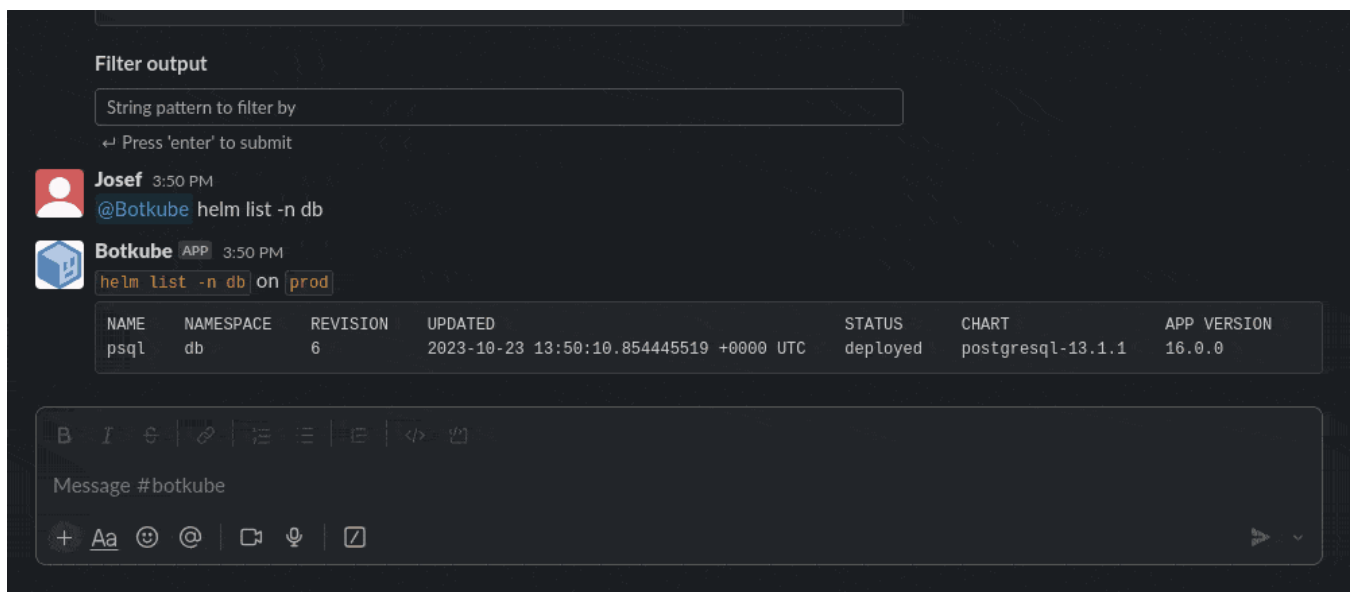 Filter output
String pattern to filter by
↵ Press 'enter' to submit
Josef 3:50 PM
@Botkube helm list -n db
Botkube APP 3:50 PM
helm list -n db on prod
NAME NAMESPACE REVISION UPDATED STATUS CHART APP VERSION
psql db 6 2023-10-23 13:50:10.854445519 +0000 UTC deployed postgresql-13.1.1 16.0.0
B I S
Message #botkube
+ Aa @